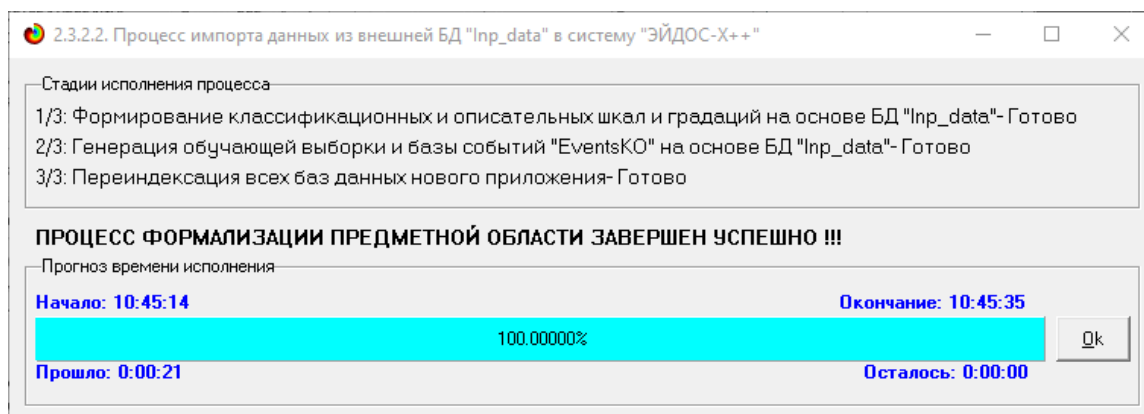 2.3.2.2. Процесс импорта данных из внешней БД "Inp_data" в систему "ЭЙДОС-X++"
Стадии исполнения процесса
1/3: Формирование классификационных и описательных шкал и градаций на основе БД "Inp_data"- Готово
2/3: Генерация обучающей выборки и базы событий "EventsKO" на основе БД "Inp_data"- Готово
3/3: Переиндексация всех баз данных нового приложения- Готово
ПРОЦЕСС ФОРМАЛИЗАЦИИ ПРЕДМЕТНОЙ ОБЛАСТИ ЗАВЕРШЕН УСПЕШНО !!!
Прогноз времени исполнения
Начало: 10:45:14 Окончание: 10:45:35
100.00000% Ok
Прошло: 0:00:21 Осталось: 0:00:00